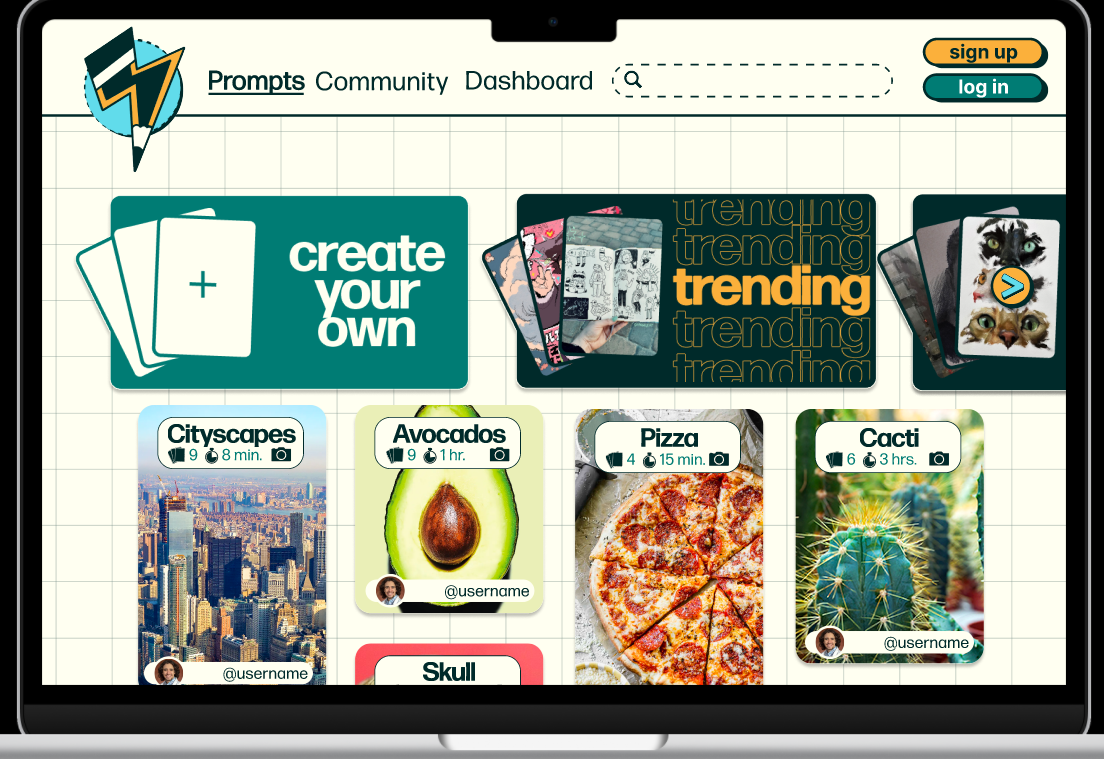 Prompts Community Dashboard
sign up
log in
create
your
own
trending
trending
trending
trending
trending
Cityscapes
9 8 min.
Avocados
9 1 hr.
Pizza
4 15 min.
Cacti
6 3 hrs.
@username
@username
@username
Skull